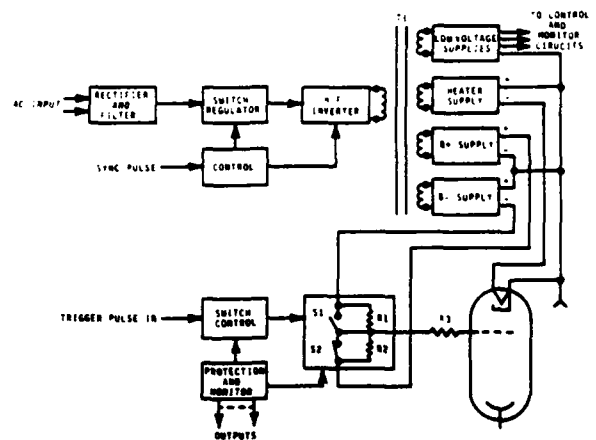 T1
TO CONTROL
AND
MONITOR
CIRUCITS
LOW VOLTAGE
SUPPLIES
AC INPUT
RECTIFIER
AND
FILTER
SWITCH
REGULATOR
H F
INVERTER
HEATER
SUPPLY
+
-
SYNC PULSE
CONTROL
B+ SUPPLY
+
-
B- SUPPLY
+
-
TRIGGER PULSE IN
SWITCH
CONTROL
S1
R1
R3
S2
R2
PROTECTION
AND
MONITOR
OUTPUTS